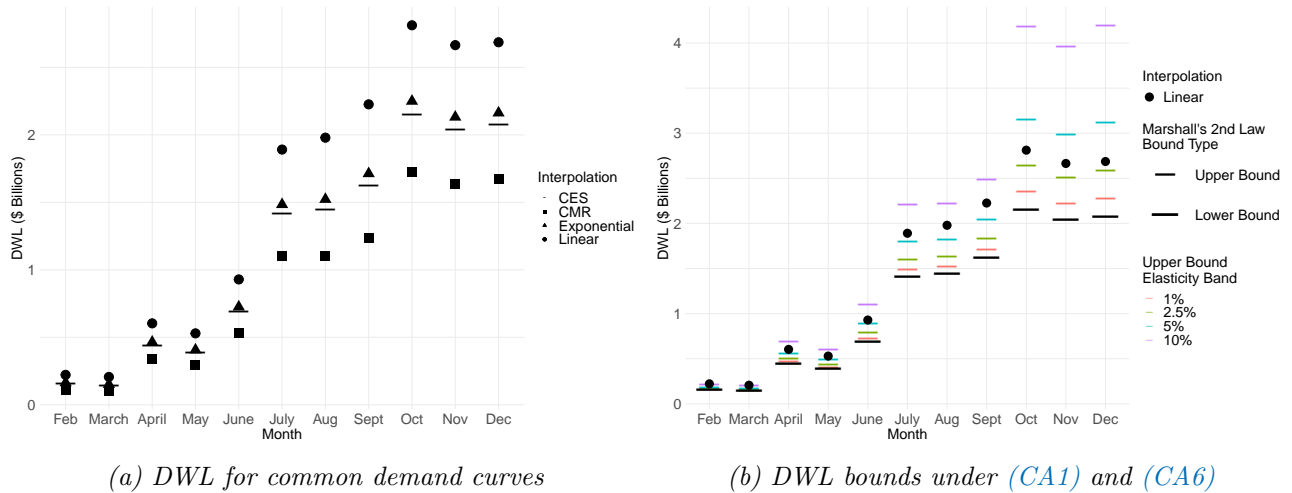 DWL ($ Billions)
2
1
0
Feb March April May June July Aug Sept Oct Nov Dec
Month
Interpolation
CES
CMR
Exponential
Linear
(a) DWL for common demand curves
DWL ($ Billions)
4
3
2
1
0
Feb March April May June July Aug Sept Oct Nov Dec
Month
Interpolation
Linear
Marshall's 2nd Law
Bound Type
Upper Bound
Lower Bound
Upper Bound
Elasticity Band
1%
2.5%
5%
10%
(b) DWL bounds under (CA1) and (CA6)